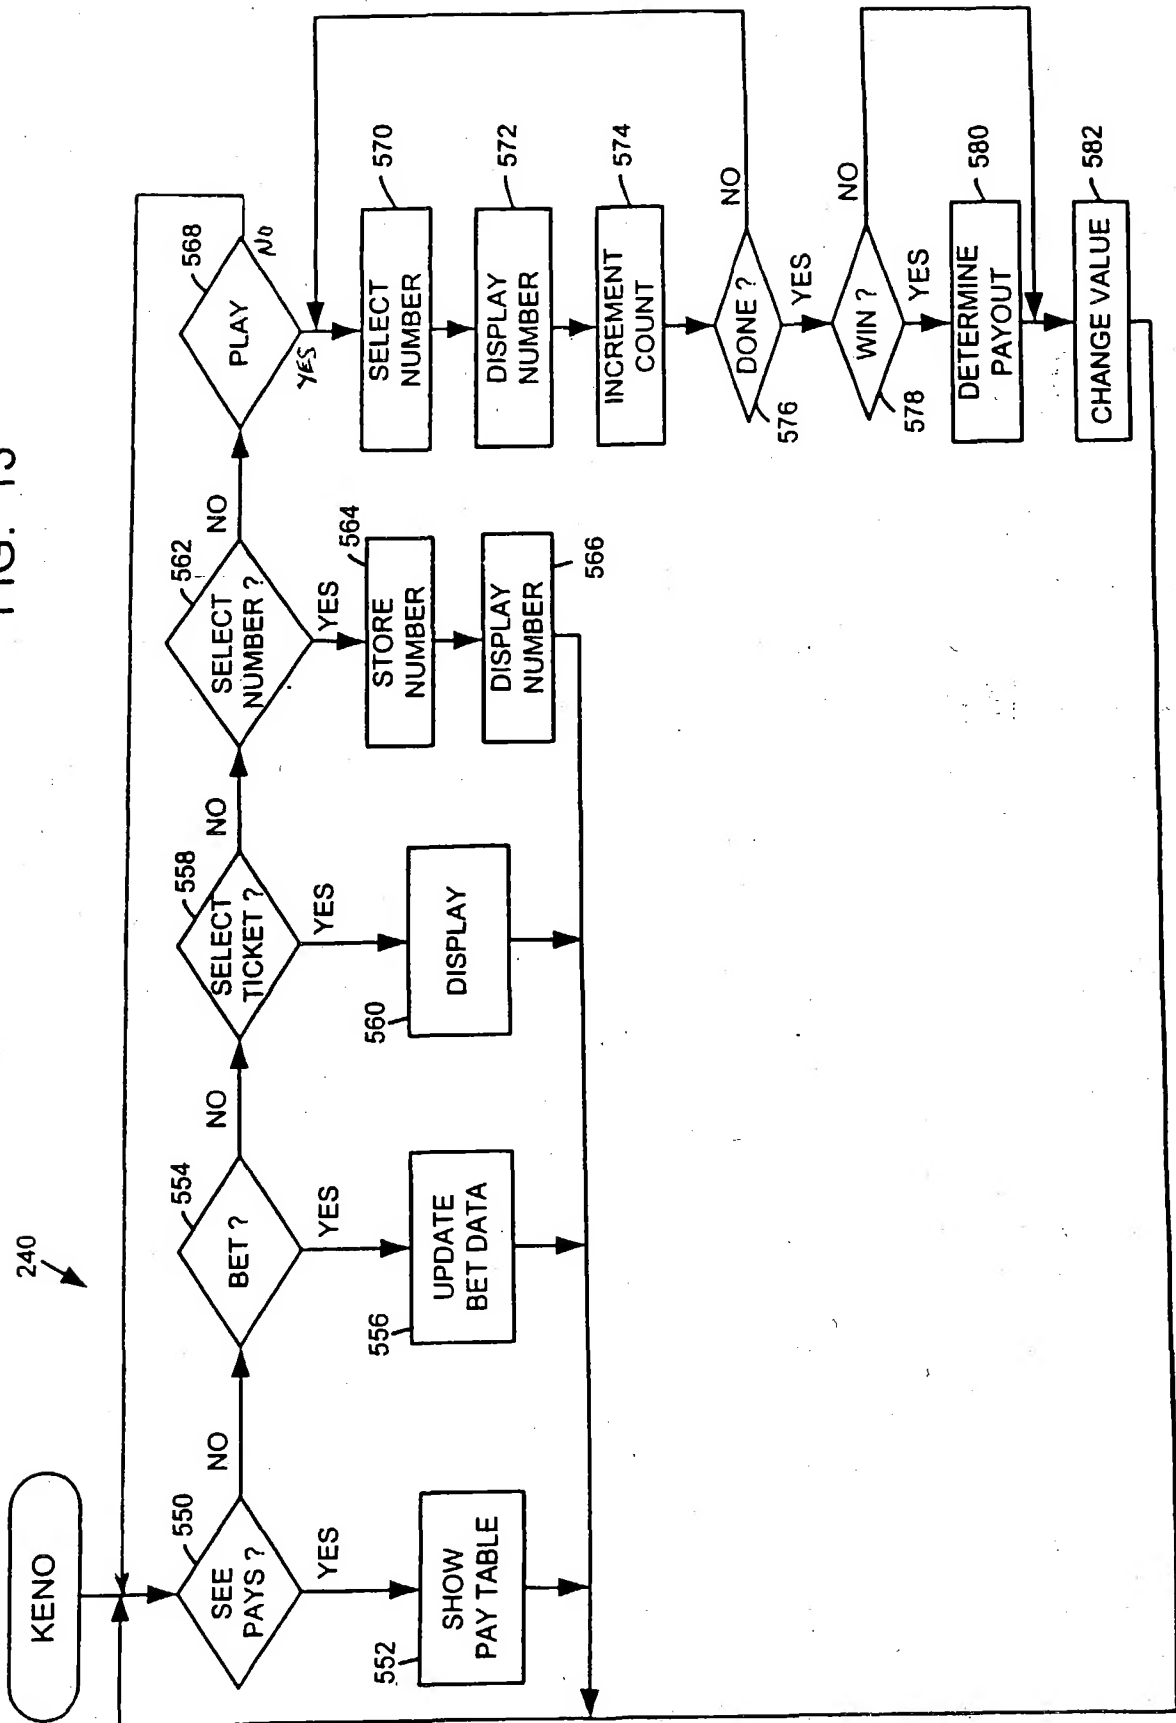 FIG. 15
240
KENO
550
SEE
PAYS ?
NO
YES
552
SHOW
PAY TABLE
554
BET ?
NO
YES
556
UPDATE
BET DATA
558
SELECT
TICKET ?
NO
YES
560
DISPLAY
562
SELECT
NUMBER ?
NO
YES
564
STORE
NUMBER
566
DISPLAY
NUMBER
568
PLAY
NO
YES
570
SELECT
NUMBER
572
DISPLAY
NUMBER
574
INCREMENT
COUNT
576
DONE ?
NO
YES
578
WIN ?
NO
YES
580
DETERMINE
PAYOUT
582
CHANGE VALUE